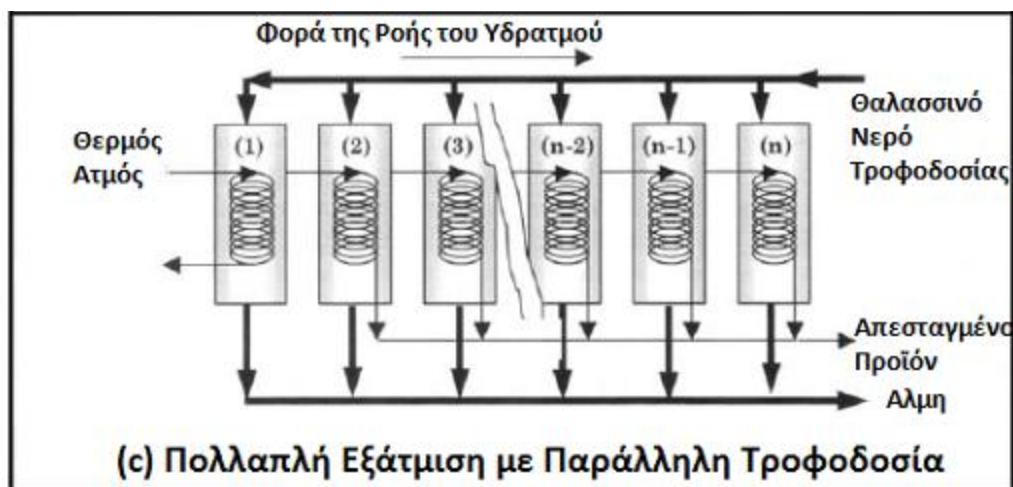 Φορά της Ροής του Υδρατμού
Θαλασσινό
Νερό
Τροφοδοσίας
Θερμός
Ατμός
(1) (2) (3) (n-2) (n-1) (n)
Απεσταγμένο
Προϊόν
Αλμη
(c) Πολλαπλή Εξάτμιση με Παράλληλη Τροφοδοσία